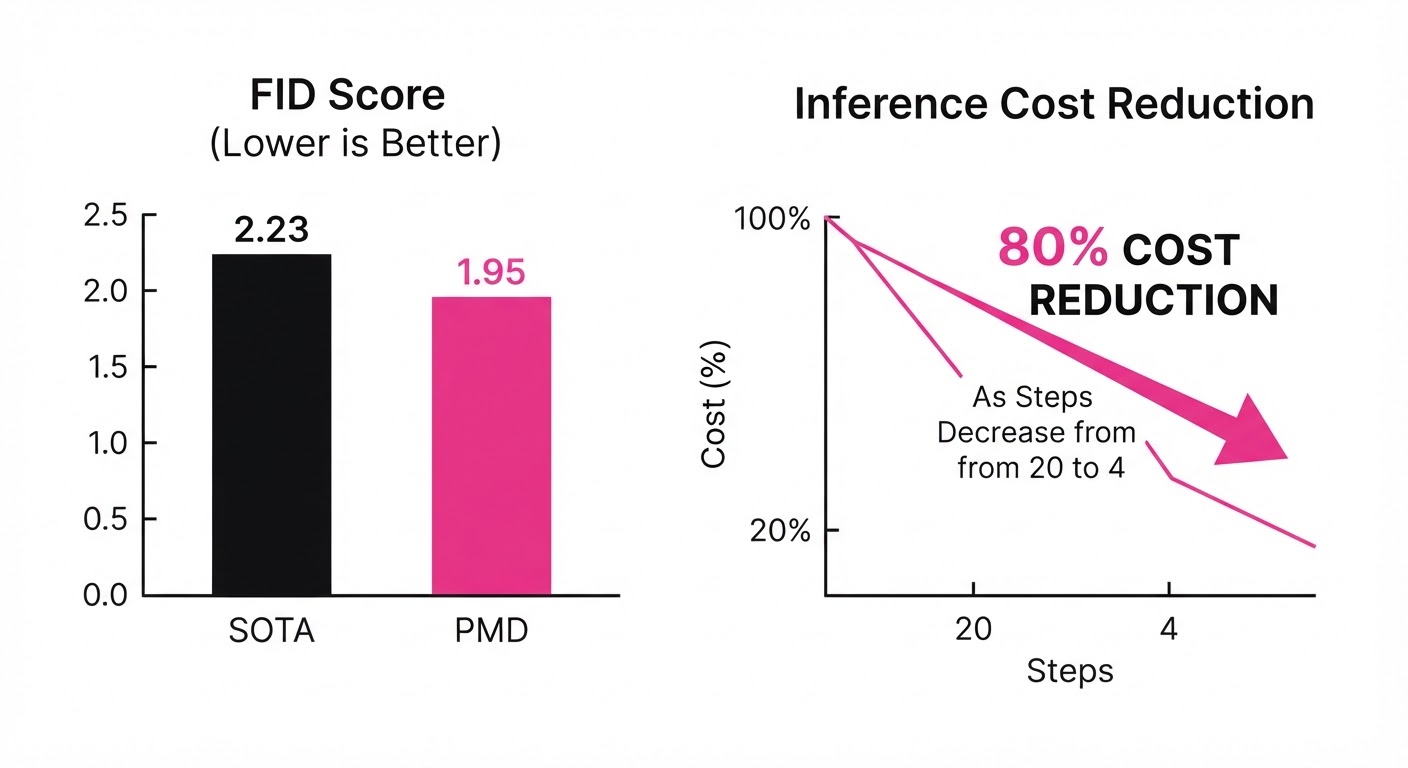 FID Score
(Lower is Better)
2.5
2.0
1.5
1.0
0.5
0.0
2.23
1.95
SOTA
PMD
Inference Cost Reduction
Cost (%)
100%
20%
80% COST
REDUCTION
As Steps
Decrease from
from 20 to 4
20
4
Steps